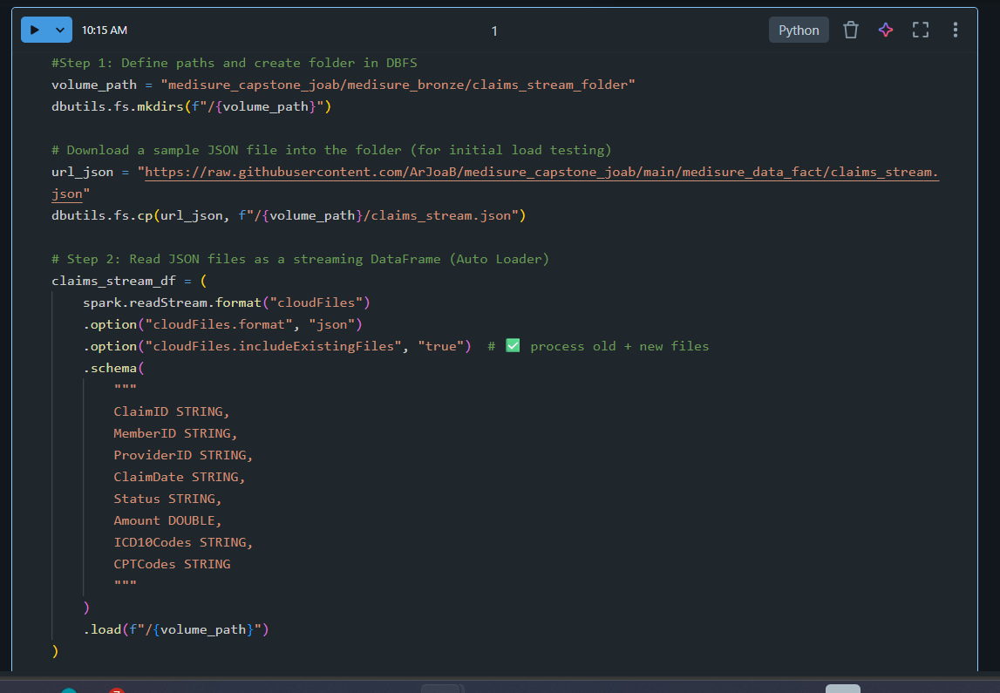 10:15 AM
1
Python
#Step 1: Define paths and create folder in DBFS
volume_path = "medisure_capstone_joab/medisure_bronze/claims_stream_folder"
dbutils.fs.mkdirs(f"/{volume_path}")
# Download a sample JSON file into the folder (for initial load testing)
url_json = "https://raw.githubusercontent.com/ArJoaB/medisure_capstone_joab/main/medisure_data_fact/claims_stream.
json"
dbutils.fs.cp(url_json, f"/{volume_path}/claims_stream.json")
# Step 2: Read JSON files as a streaming DataFrame (Auto Loader)
claims_stream_df = (
spark.readStream.format("cloudFiles")
.option("cloudFiles.format", "json")
.option("cloudFiles.includeExistingFiles", "true")  # ✅ process old + new files
.schema(
"""
ClaimID STRING,
MemberID STRING,
ProviderID STRING,
ClaimDate STRING,
Status STRING,
Amount DOUBLE,
ICD10Codes STRING,
CPTCodes STRING
"""
)
.load(f"/{volume_path}")
)